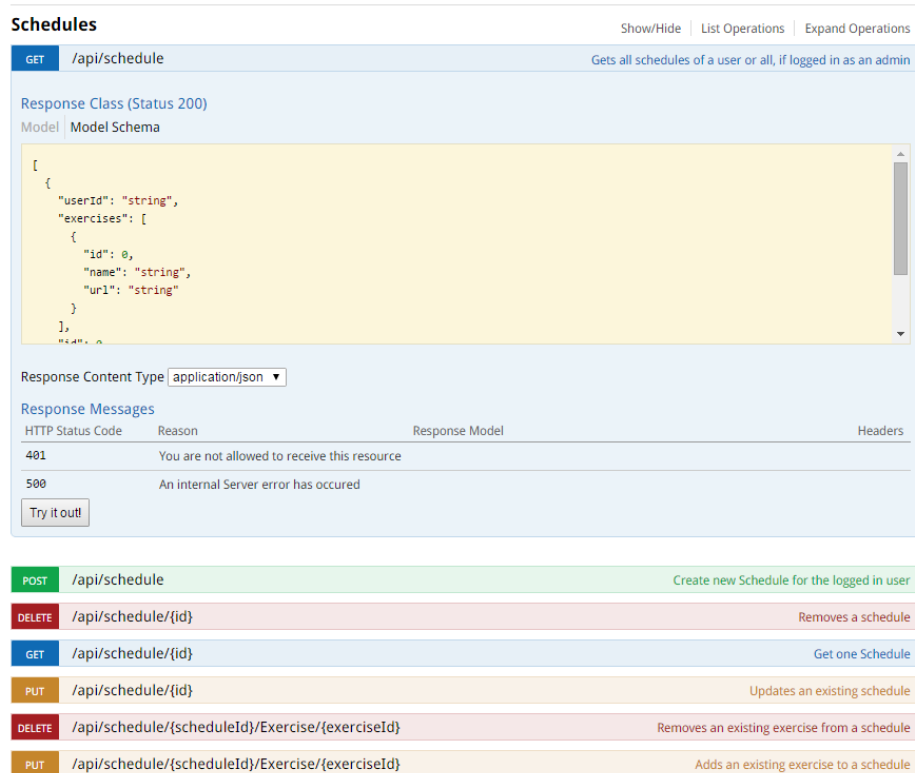 Schedules
Show/Hide List Operations Expand Operations
GET /api/schedule Gets all schedules of a user or all, if logged in as an admin
Response Class (Status 200)
Model Model Schema
[
{
"userId": "string",
"exercises": [
{
"id": 0,
"name": "string",
"url": "string"
}
],
"id": 0
Response Content Type application/json
Response Messages
HTTP Status Code Reason Response Model Headers
401 You are not allowed to receive this resource
500 An internal Server error has occured
Try it out!
POST /api/schedule Create new Schedule for the logged in user
DELETE /api/schedule/{id} Removes a schedule
GET /api/schedule/{id} Get one Schedule
PUT /api/schedule/{id} Updates an existing schedule
DELETE /api/schedule/{scheduleId}/Exercise/{exerciseId} Removes an existing exercise from a schedule
PUT /api/schedule/{scheduleId}/Exercise/{exerciseId} Adds an existing exercise to a schedule